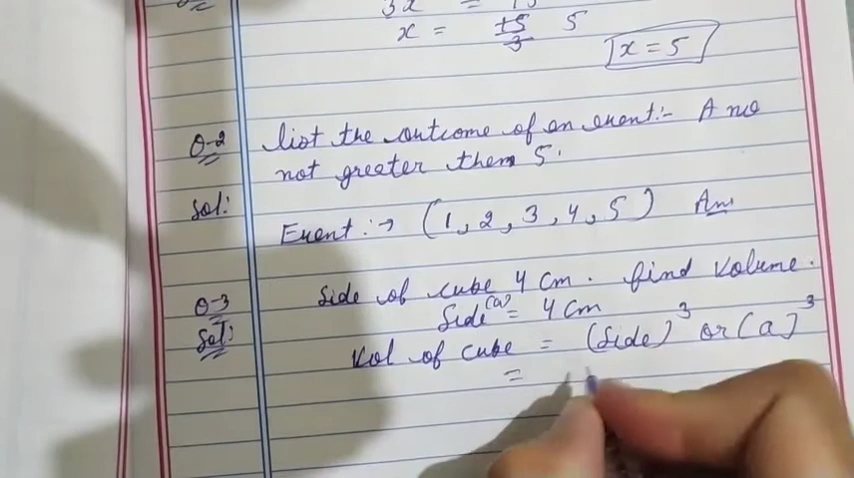 3x =
x = 15/3 5
x = 5
Q-2 list the outcome of an event:- A no
not greater them 5.
Sol:
Event :→ (1, 2, 3, 4, 5) Ans
Q-3 Side of cube 4 cm. find volume.
Sol: Side(a) = 4 cm
Vol of cube = (Side)³ or (a)³
=